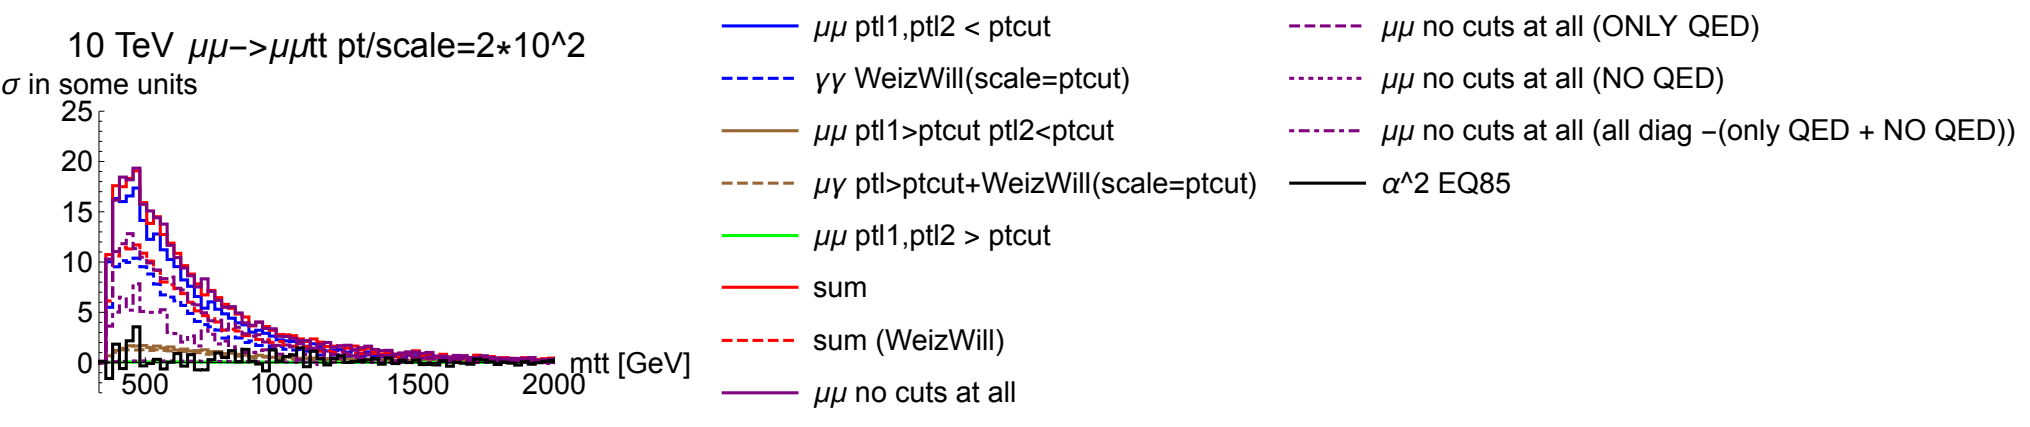 10 TeV μμ−>μμtt pt/scale=2*10^2
σ in some units
25
20
15
10
5
0
500
1000
1500
2000
mtt [GeV]
μμ ptl1,ptl2 < ptcut
γγ WeizWill(scale=ptcut)
μμ ptl1>ptcut ptl2<ptcut
μγ ptl>ptcut+WeizWill(scale=ptcut)
μμ ptl1,ptl2 > ptcut
sum
sum (WeizWill)
μμ no cuts at all
μμ no cuts at all (ONLY QED)
μμ no cuts at all (NO QED)
μμ no cuts at all (all diag −(only QED + NO QED))
α^2 EQ85